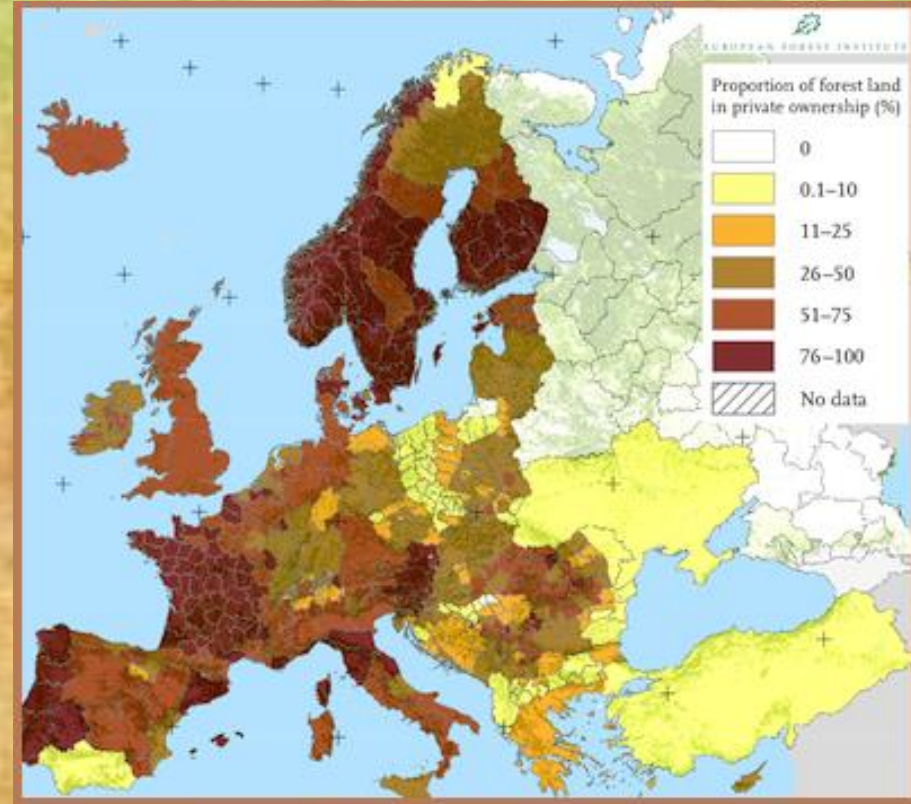 EUROPEAN FOREST INSTITUTE
Proportion of forest land
in private ownership (%)
0
0.1–10
11–25
26–50
51–75
76–100
No data